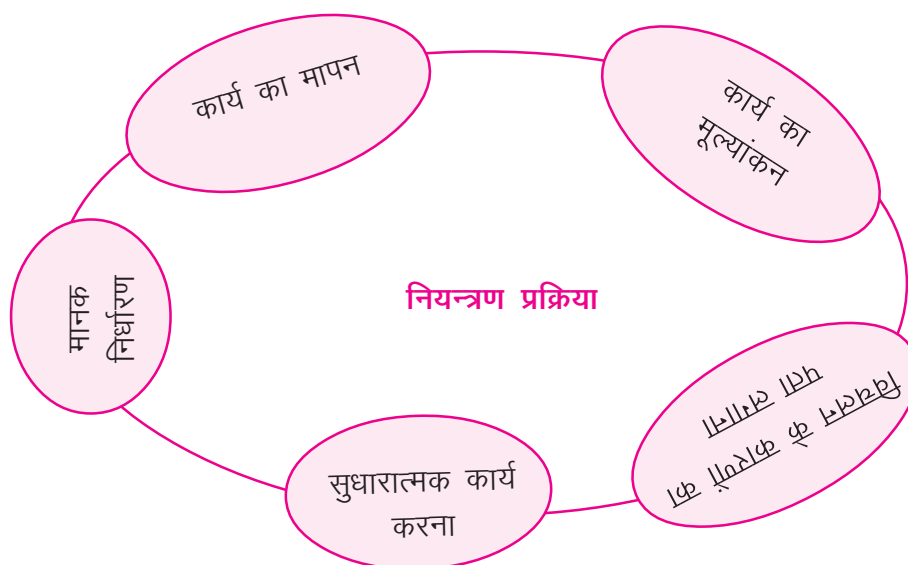 कार्य का मापन
कार्य का
मूल्यांकन
नियन्त्रण प्रक्रिया
मानक
निर्धारण
विचलन के कारणों का
पता लगाना
सुधारात्मक कार्य
करना